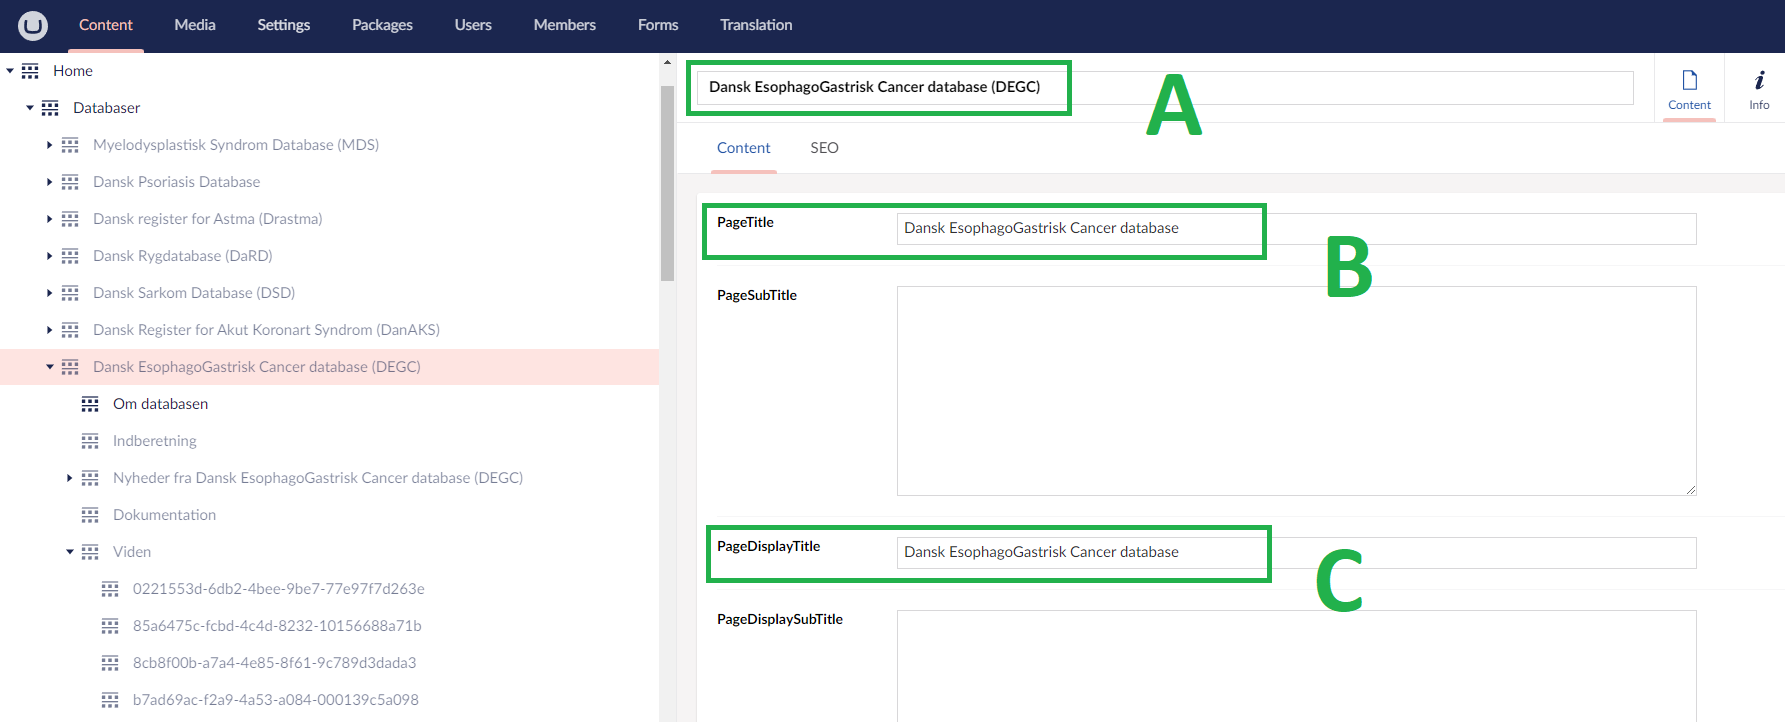 Content Media Settings Packages Users Members Forms Translation
Home
Databaser
Myelodysplastisk Syndrom Database (MDS)
Dansk Psoriasis Database
Dansk register for Astma (Drastma)
Dansk Rygdatabase (DaRD)
Dansk Sarkom Database (DSD)
Dansk Register for Akut Koronart Syndrom (DanAKS)
Dansk EsophagoGastrisk Cancer database (DEGC)
Om databasen
Indberetning
Nyheder fra Dansk EsophagoGastrisk Cancer database (DEGC)
Dokumentation
Viden
0221553d-6db2-4bee-9be7-77e97f7d263e
85a6475c-fcbd-4c4d-8232-10156688a71b
8cb8f00b-a7a4-4e85-8f61-9c789d3dada3
b7ad69ac-f2a9-4a53-a084-000139c5a098
Dansk EsophagoGastrisk Cancer database (DEGC)
A
Content
Info
Content SEO
PageTitle Dansk EsophagoGastrisk Cancer database
B
PageSubTitle
PageDisplayTitle Dansk EsophagoGastrisk Cancer database
C
PageDisplaySubTitle